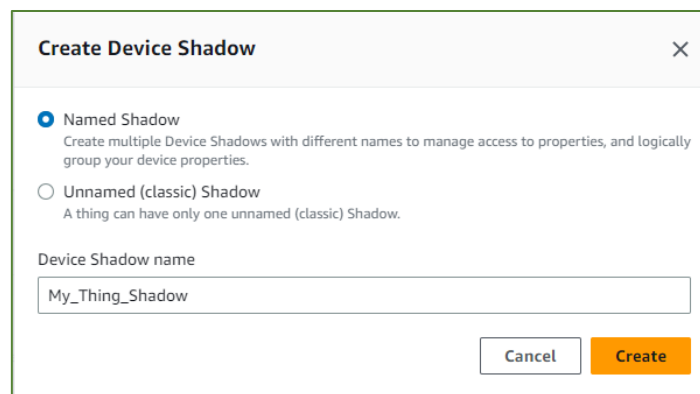 Create Device Shadow
Named Shadow
Create multiple Device Shadows with different names to manage access to properties, and logically
group your device properties.
Unnamed (classic) Shadow
A thing can have only one unnamed (classic) Shadow.
Device Shadow name
My_Thing_Shadow
Cancel Create